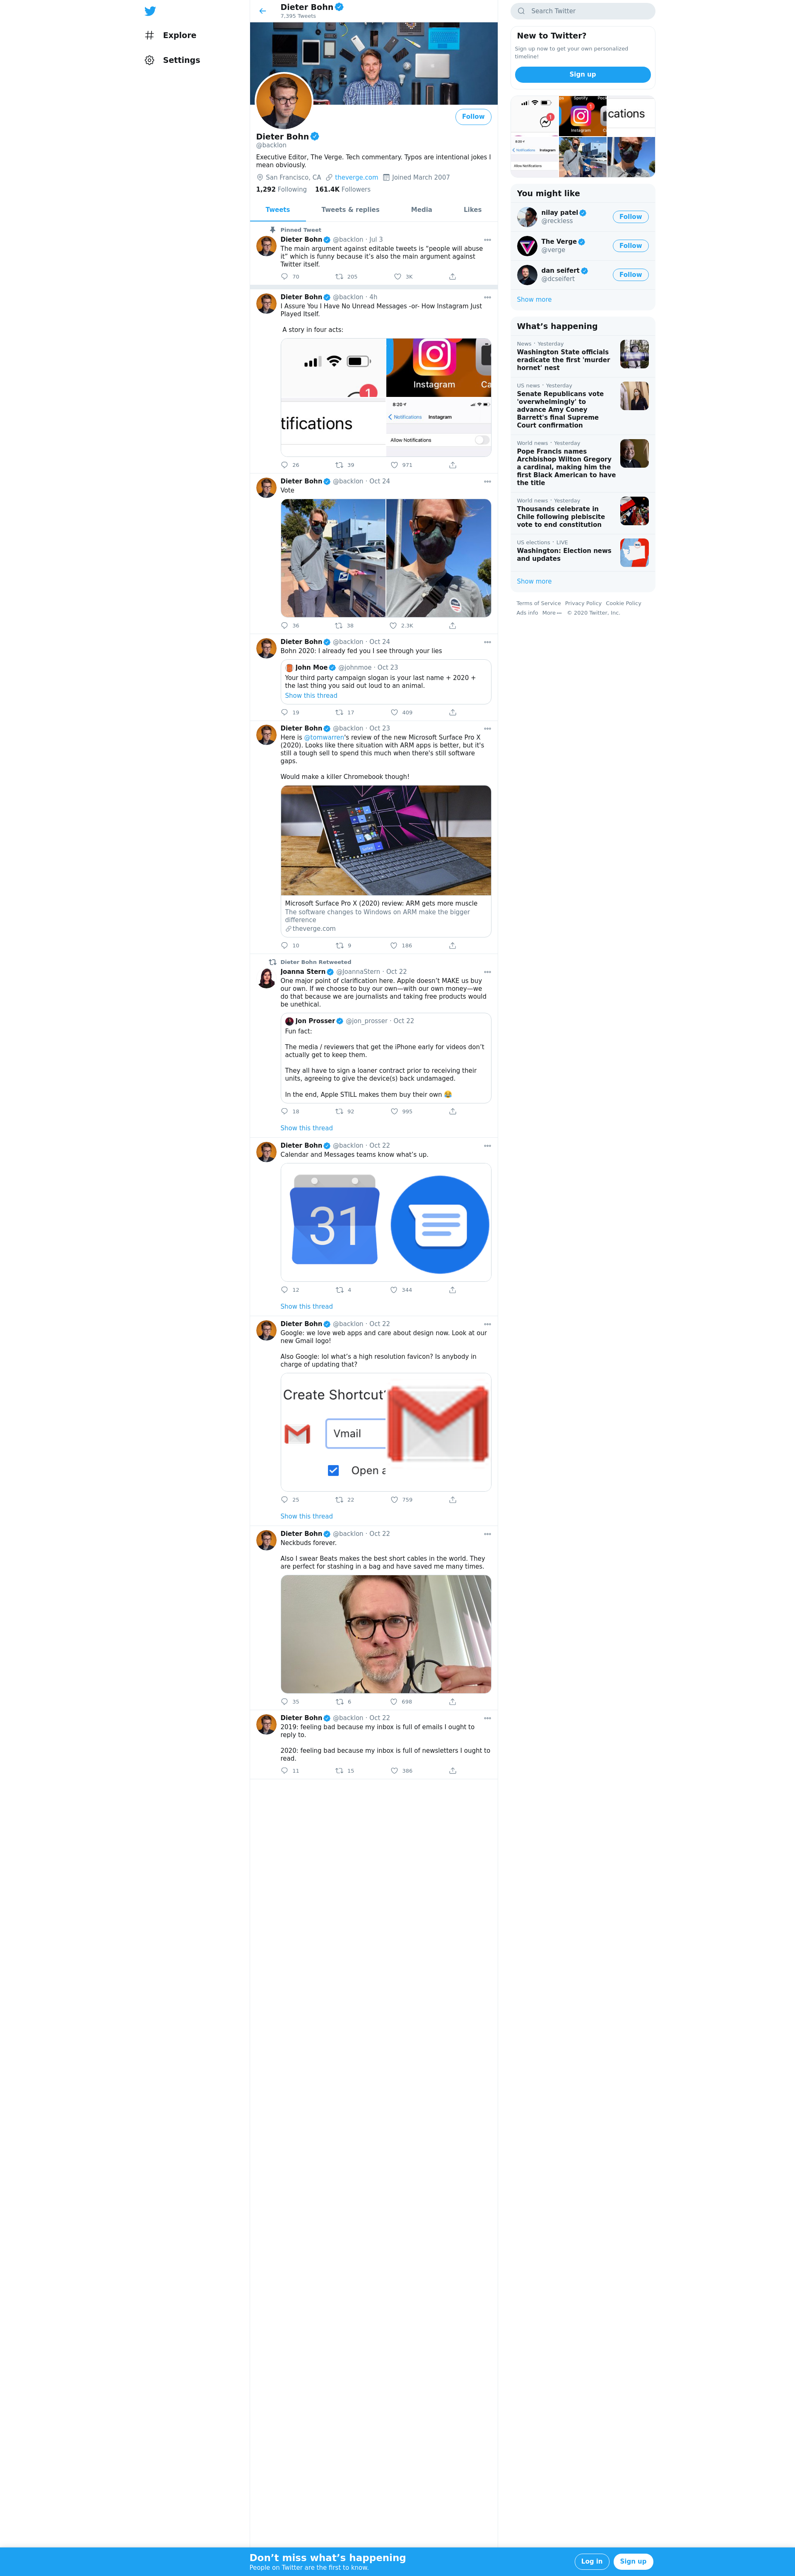 Explore
Settings
Dieter Bohn
7,395 Tweets
Follow
Dieter Bohn
@backlon
Executive Editor, The Verge. Tech commentary. Typos are intentional jokes I
mean obviously.
San Francisco, CA theverge.com Joined March 2007
1,292 Following 161.4K Followers
Tweets Tweets & replies Media Likes
Pinned Tweet
Dieter Bohn @backlon · Jul 3
The main argument against editable tweets is “people will abuse
it” which is funny because it’s also the main argument against
Twitter itself.
70 205 3K
Dieter Bohn @backlon · 4h
I Assure You I Have No Unread Messages -or- How Instagram Just
Played Itself.
A story in four acts:
1
Instagram
Ca
tifications
8:20
Notifications Instagram
Allow Notifications
26 39 971
Dieter Bohn @backlon · Oct 24
Vote
36 38 2.3K
Dieter Bohn @backlon · Oct 24
Bohn 2020: I already fed you I see through your lies
John Moe @johnmoe · Oct 23
Your third party campaign slogan is your last name + 2020 +
the last thing you said out loud to an animal.
Show this thread
19 17 409
Dieter Bohn @backlon · Oct 23
Here is @tomwarren's review of the new Microsoft Surface Pro X
(2020). Looks like there situation with ARM apps is better, but it's
still a tough sell to spend this much when there's still software
gaps.
Would make a killer Chromebook though!
Microsoft Surface Pro X (2020) review: ARM gets more muscle
The software changes to Windows on ARM make the bigger
difference
theverge.com
10 9 186
Dieter Bohn Retweeted
Joanna Stern @JoannaStern · Oct 22
One major point of clarification here. Apple doesn’t MAKE us buy
our own. If we choose to buy our own—with our own money—we
do that because we are journalists and taking free products would
be unethical.
Jon Prosser @jon_prosser · Oct 22
Fun fact:
The media / reviewers that get the iPhone early for videos don’t
actually get to keep them.
They all have to sign a loaner contract prior to receiving their
units, agreeing to give the device(s) back undamaged.
In the end, Apple STILL makes them buy their own 😂
18 92 995
Show this thread
Dieter Bohn @backlon · Oct 22
Calendar and Messages teams know what’s up.
31
12 4 344
Show this thread
Dieter Bohn @backlon · Oct 22
Google: we love web apps and care about design now. Look at our
new Gmail logo!
Also Google: lol what’s a high resolution favicon? Is anybody in
charge of updating that?
Create Shortcut?
Vmail
Open a
25 22 759
Show this thread
Dieter Bohn @backlon · Oct 22
Neckbuds forever.
Also I swear Beats makes the best short cables in the world. They
are perfect for stashing in a bag and have saved me many times.
35 6 698
Dieter Bohn @backlon · Oct 22
2019: feeling bad because my inbox is full of emails I ought to
reply to.
2020: feeling bad because my inbox is full of newsletters I ought to
read.
11 15 386
Search Twitter
New to Twitter?
Sign up now to get your own personalized
timeline!
Sign up
Spotify
1
Instagram
cations
8:20
Notifications Instagram
Allow Notifications
You might like
nilay patel
@reckless
Follow
The Verge
@verge
Follow
dan seifert
@dcseifert
Follow
Show more
What’s happening
News · Yesterday
Washington State officials
eradicate the first 'murder
hornet' nest
US news · Yesterday
Senate Republicans vote
'overwhelmingly' to
advance Amy Coney
Barrett's final Supreme
Court confirmation
World news · Yesterday
Pope Francis names
Archbishop Wilton Gregory
a cardinal, making him the
first Black American to have
the title
World news · Yesterday
Thousands celebrate in
Chile following plebiscite
vote to end constitution
US elections · LIVE
Washington: Election news
and updates
Show more
Terms of Service Privacy Policy Cookie Policy
Ads info More © 2020 Twitter, Inc.
Don’t miss what’s happening
People on Twitter are the first to know.
Log in
Sign up